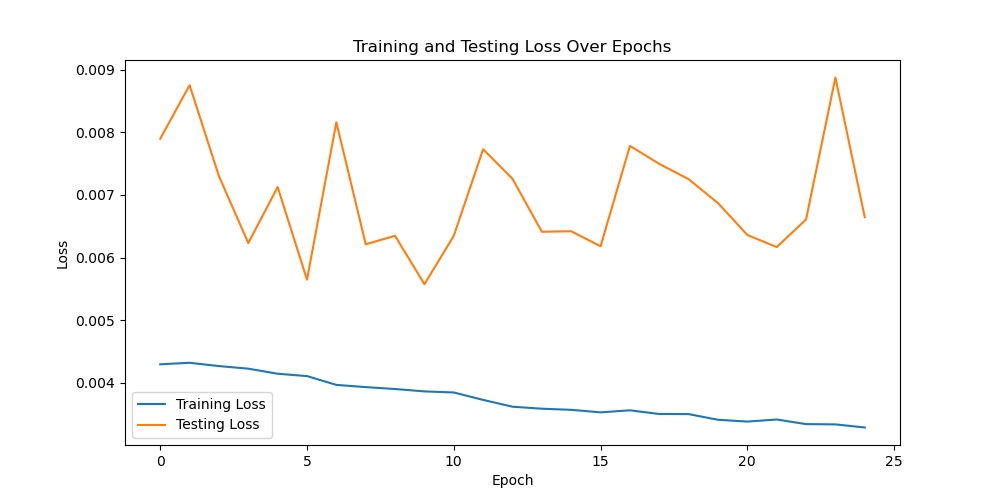 Training and Testing Loss Over Epochs
0.009
0.008
0.007
0.006
0.005
0.004
Loss
Training Loss
Testing Loss
0
5
10
15
20
25
Epoch